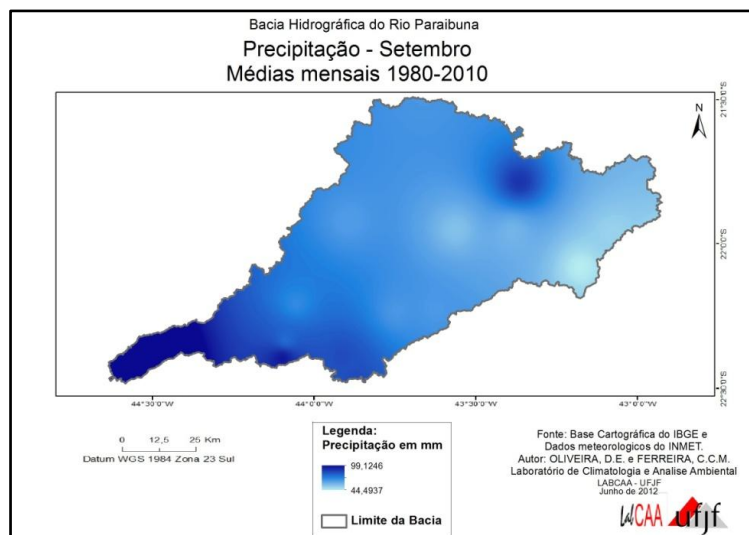 Bacia Hidrográfica do Rio Paraibuna
Precipitação - Setembro
Médias mensais 1980-2010
N
21°30'0"S
22°0'0"S
22°30'0"S
44°30'0"W
44°0'0"W
43°30'0"W
43°0'0"W
0 12,5 25 Km
Datum WGS 1984 Zona 23 Sul
Legenda:
Precipitação em mm
99,1246
44,4937
Limite da Bacia
Fonte: Base Cartográfica do IBGE e
Dados meteorologicos do INMET.
Autor: OLIVEIRA, D.E. e FERREIRA, C.C.M.
Laboratório de Climatologia e Analise Ambiental
LABCAA - UFJF
Junho de 2012
LabCAA ufjf